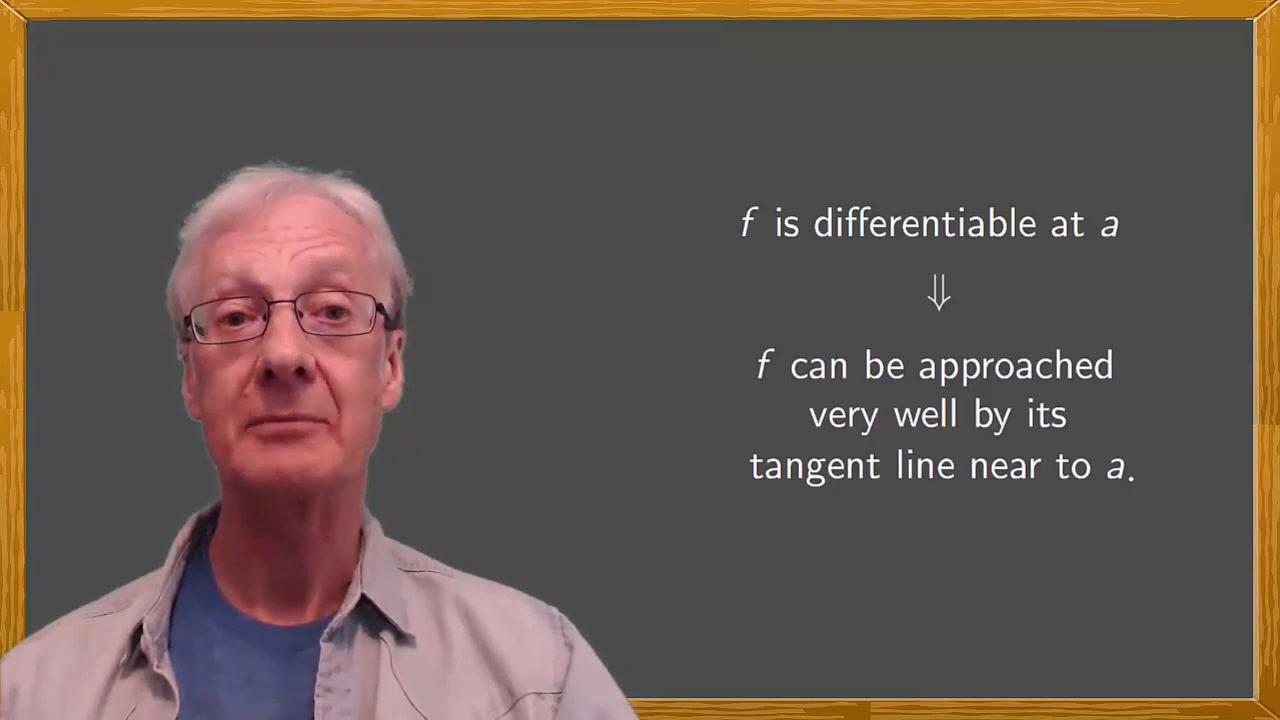 f is differentiable at a
⇓
f can be approached
very well by its
tangent line near to a.